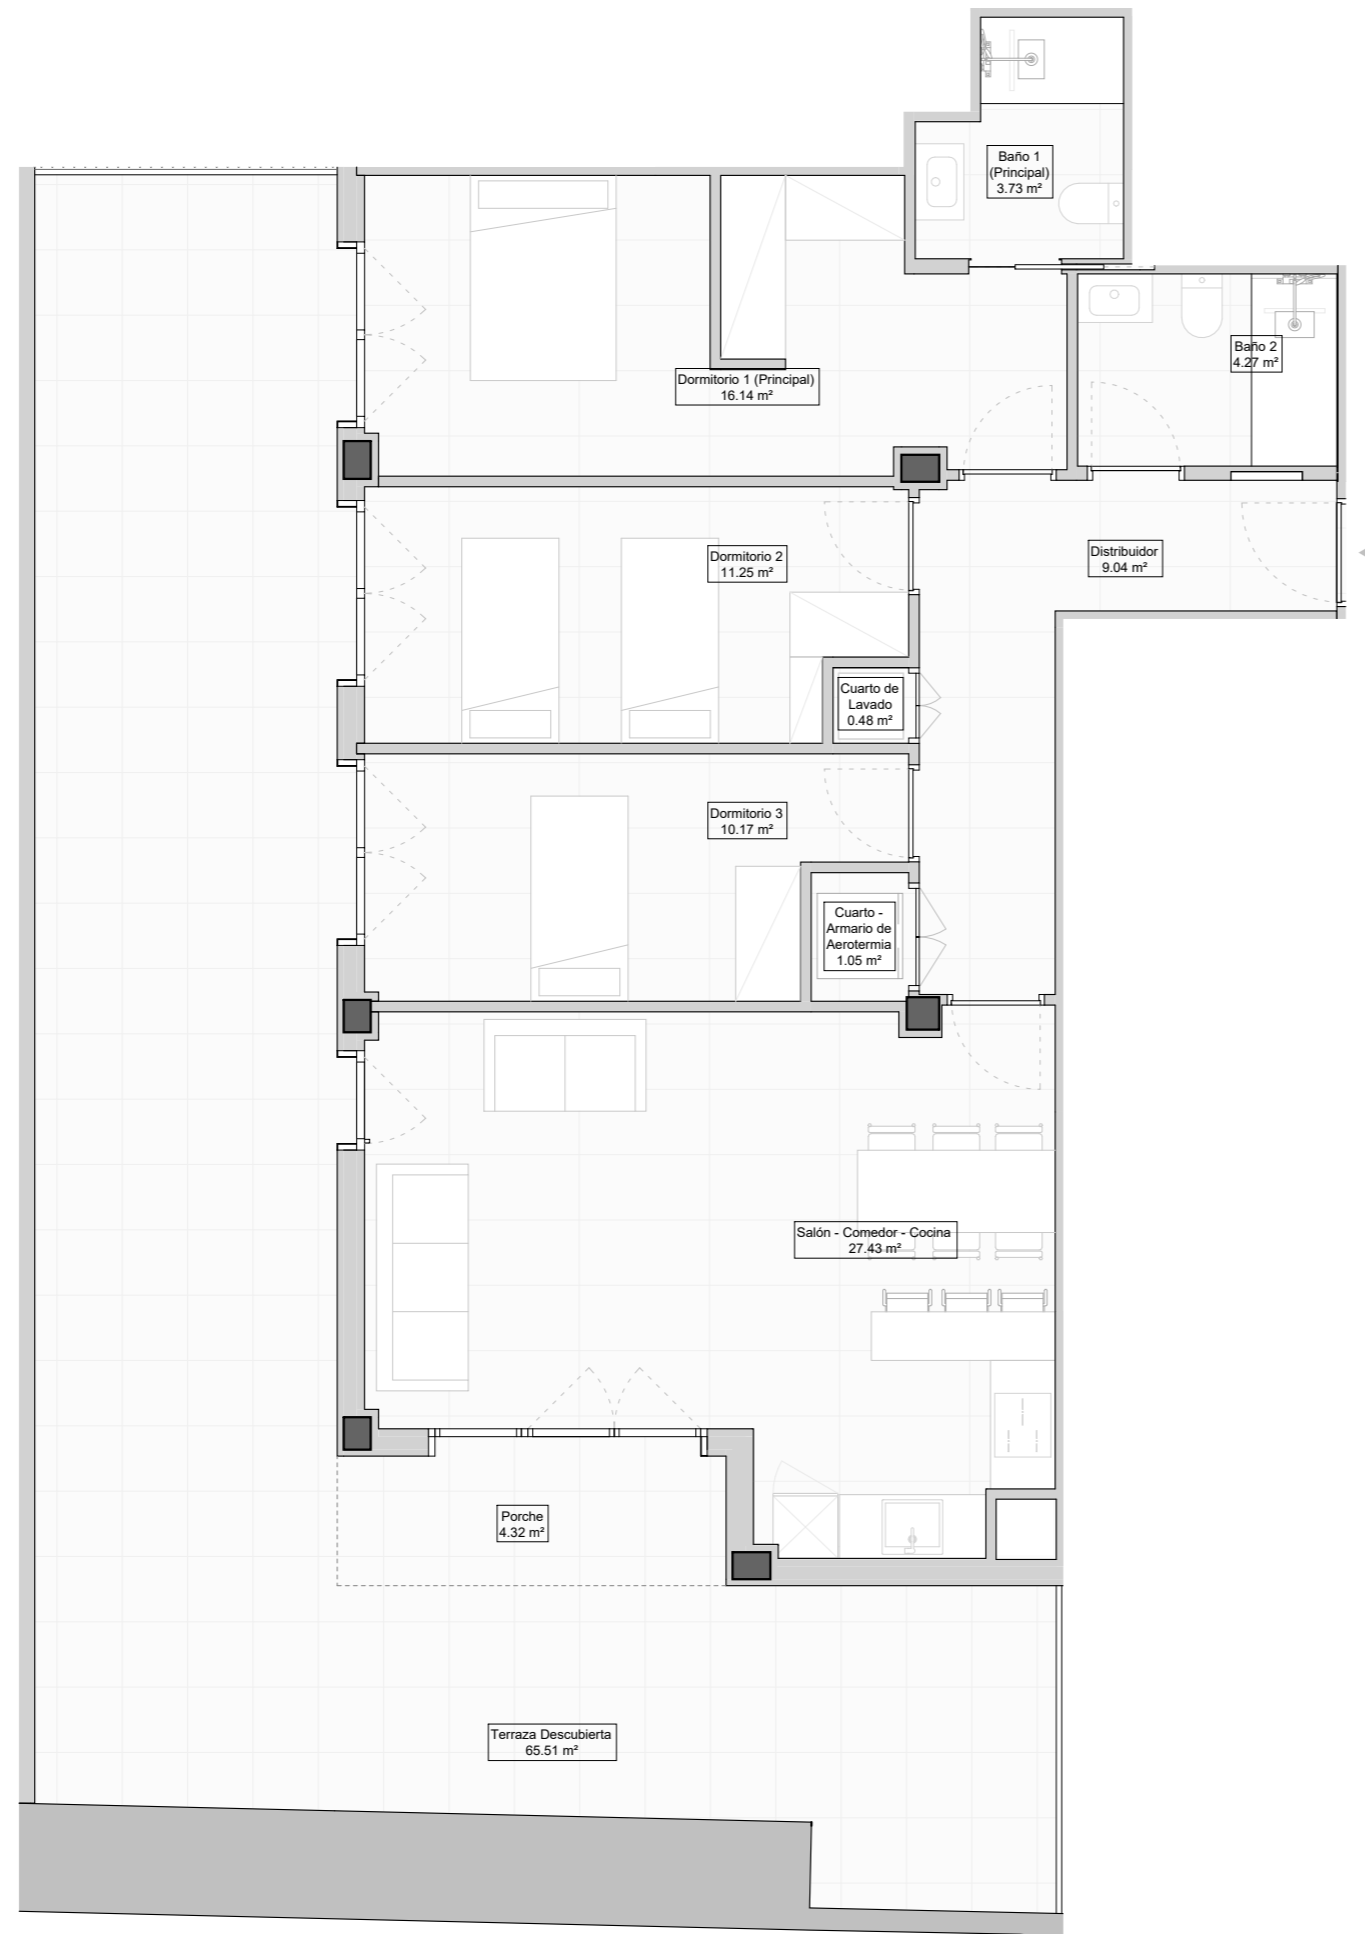 Baño 1
(Principal)
3.73 m²
Baño 2
4.27 m²
Dormitorio 1 (Principal)
16.14 m²
Dormitorio 2
11.25 m²
Distribuidor
9.04 m²
Cuarto de
Lavado
0.48 m²
Dormitorio 3
10.17 m²
Cuarto -
Armario de
Aerotermia
1.05 m²
Salón - Comedor - Cocina
27.43 m²
Porche
4.32 m²
Terraza Descubierta
65.51 m²